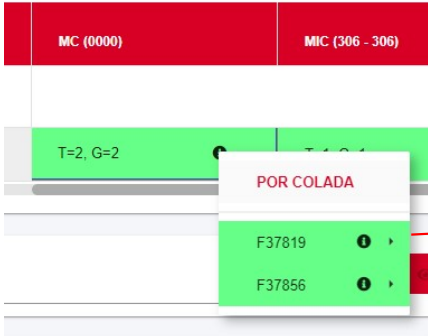 MC (0000) MIC (306 - 306)
T=2, G=2
POR COLADA
F37819
F37856